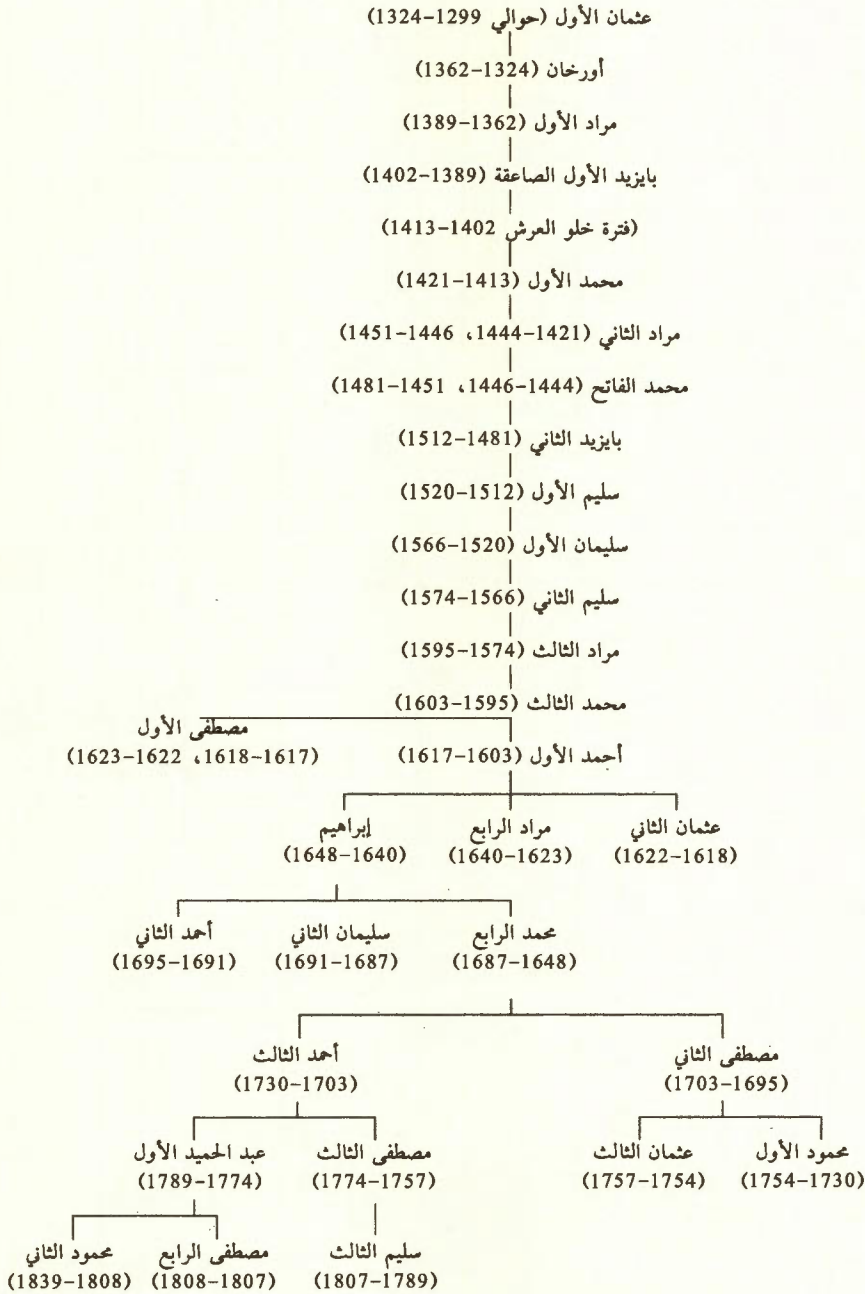 عثمان الأول (حوالي 1299-1324)
أورخان (1324-1362)
مراد الأول (1362-1389)
بايزيد الأول الصاعقة (1389-1402)
(فترة خلو العرش 1402-1413)
محمد الأول (1413-1421)
مراد الثاني (1421-1444، 1446-1451)
محمد الفاتح (1444-1446، 1451-1481)
بايزيد الثاني (1481-1512)
سليم الأول (1512-1520)
سليمان الأول (1520-1566)
سليم الثاني (1566-1574)
مراد الثالث (1574-1595)
محمد الثالث (1595-1603)
مصطفى الأول
أحمد الأول (1603-1617) (1617-1618، 1622-1623)
عثمان الثاني مراد الرابع إبراهيم
(1618-1622) (1623-1640) (1640-1648)
محمد الرابع سليمان الثاني أحمد الثاني
(1648-1687) (1687-1691) (1691-1695)
مصطفى الثاني أحمد الثالث
(1695-1703) (1703-1730)
محمود الأول عثمان الثالث مصطفى الثالث عبد الحميد الأول
(1730-1754) (1754-1757) (1757-1774) (1774-1789)
سليم الثالث مصطفى الرابع محمود الثاني
(1789-1807) (1807-1808) (1808-1839)